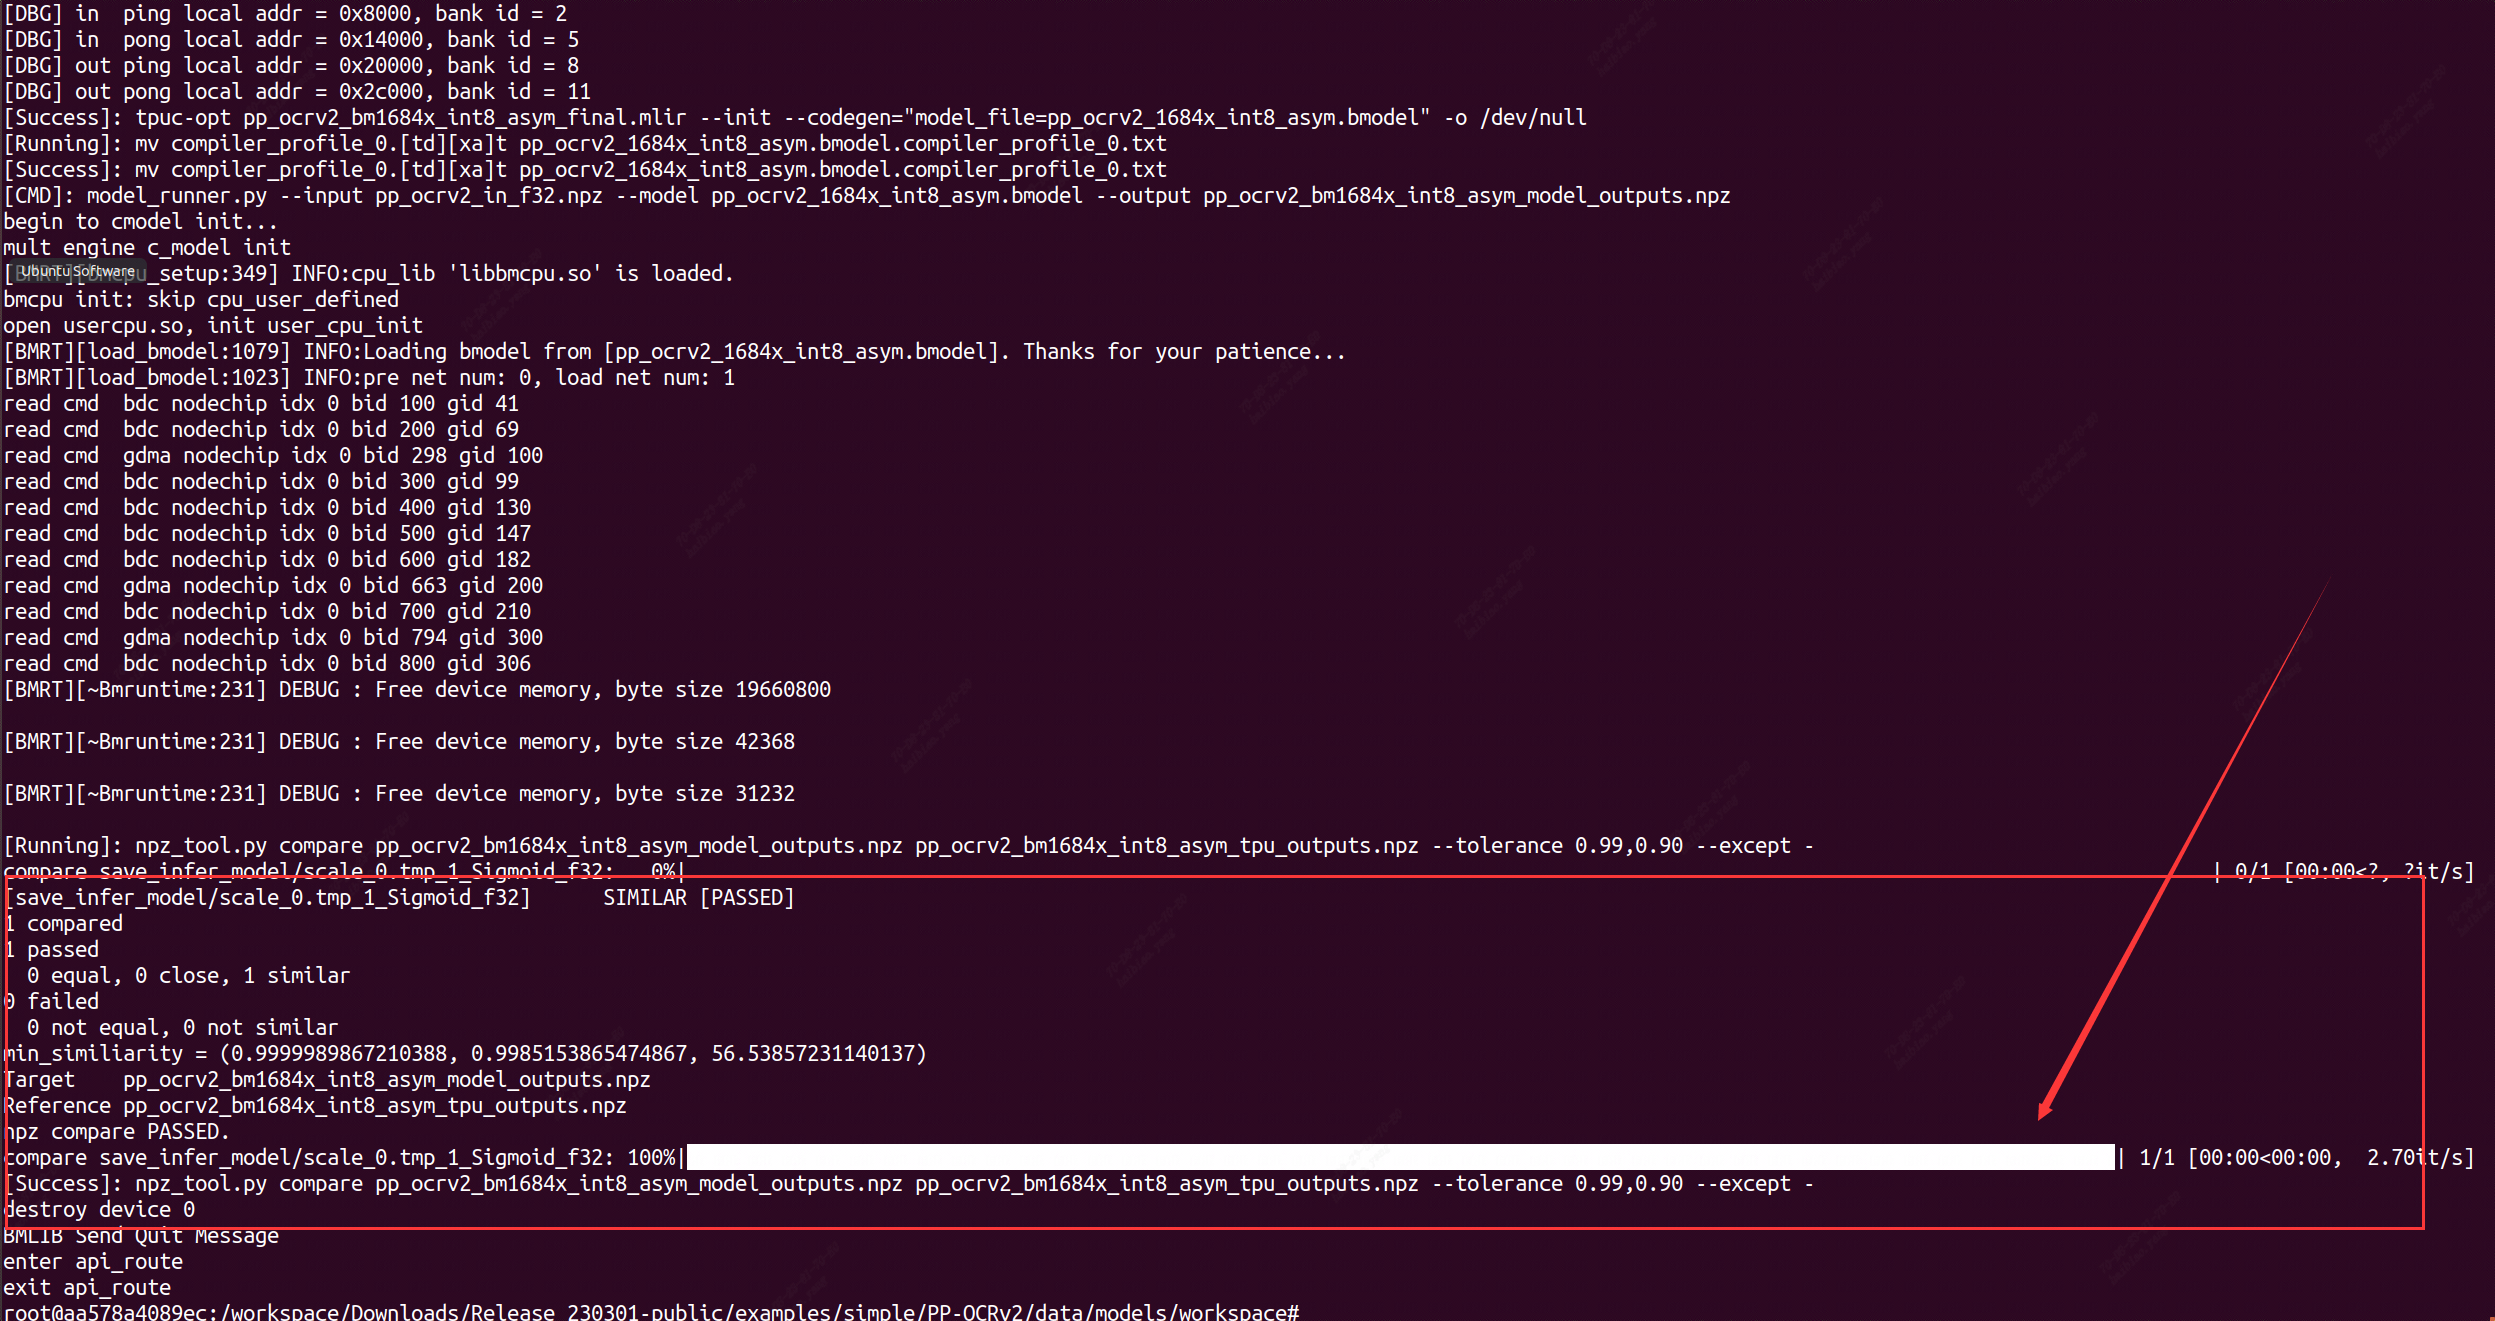 [DBG] in  ping local addr = 0x8000, bank id = 2
[DBG] in  pong local addr = 0x14000, bank id = 5
[DBG] out ping local addr = 0x20000, bank id = 8
[DBG] out pong local addr = 0x2c000, bank id = 11
[Success]: tpuc-opt pp_ocrv2_bm1684x_int8_asym_final.mlir --init --codegen="model_file=pp_ocrv2_1684x_int8_asym.bmodel" -o /dev/null
[Running]: mv compiler_profile_0.[td][xa]t pp_ocrv2_1684x_int8_asym.bmodel.compiler_profile_0.txt
[Success]: mv compiler_profile_0.[td][xa]t pp_ocrv2_1684x_int8_asym.bmodel.compiler_profile_0.txt
[CMD]: model_runner.py --input pp_ocrv2_in_f32.npz --model pp_ocrv2_1684x_int8_asym.bmodel --output pp_ocrv2_bm1684x_int8_asym_model_outputs.npz
begin to cmodel init...
mult engine c_model init
[BMRT][bmcpu_setup:349] INFO:cpu_lib 'libbmcpu.so' is loaded.
Ubuntu Software
bmcpu init: skip cpu_user_defined
open usercpu.so, init user_cpu_init
[BMRT][load_bmodel:1079] INFO:Loading bmodel from [pp_ocrv2_1684x_int8_asym.bmodel]. Thanks for your patience...
[BMRT][load_bmodel:1023] INFO:pre net num: 0, load net num: 1
read cmd  bdc nodechip idx 0 bid 100 gid 41
read cmd  bdc nodechip idx 0 bid 200 gid 69
read cmd  gdma nodechip idx 0 bid 298 gid 100
read cmd  bdc nodechip idx 0 bid 300 gid 99
read cmd  bdc nodechip idx 0 bid 400 gid 130
read cmd  bdc nodechip idx 0 bid 500 gid 147
read cmd  bdc nodechip idx 0 bid 600 gid 182
read cmd  gdma nodechip idx 0 bid 663 gid 200
read cmd  bdc nodechip idx 0 bid 700 gid 210
read cmd  gdma nodechip idx 0 bid 794 gid 300
read cmd  bdc nodechip idx 0 bid 800 gid 306
[BMRT][~Bmruntime:231] DEBUG : Free device memory, byte size 19660800
[BMRT][~Bmruntime:231] DEBUG : Free device memory, byte size 42368
[BMRT][~Bmruntime:231] DEBUG : Free device memory, byte size 31232
[Running]: npz_tool.py compare pp_ocrv2_bm1684x_int8_asym_model_outputs.npz pp_ocrv2_bm1684x_int8_asym_tpu_outputs.npz --tolerance 0.99,0.90 --except -
compare save_infer_model/scale_0.tmp_1_Sigmoid_f32:   0%| | 0/1 [00:00<?, ?it/s]
[save_infer_model/scale_0.tmp_1_Sigmoid_f32]      SIMILAR [PASSED]
1 compared
1 passed
  0 equal, 0 close, 1 similar
0 failed
  0 not equal, 0 not similar
min_similiarity = (0.9999989867210388, 0.9985153865474867, 56.53857231140137)
Target    pp_ocrv2_bm1684x_int8_asym_model_outputs.npz
Reference pp_ocrv2_bm1684x_int8_asym_tpu_outputs.npz
npz compare PASSED.
compare save_infer_model/scale_0.tmp_1_Sigmoid_f32: 100%| | 1/1 [00:00<00:00,  2.70it/s]
[Success]: npz_tool.py compare pp_ocrv2_bm1684x_int8_asym_model_outputs.npz pp_ocrv2_bm1684x_int8_asym_tpu_outputs.npz --tolerance 0.99,0.90 --except -
destroy device 0
BMLIB Send Quit Message
enter api_route
exit api_route
root@aa578a4089ec:/workspace/Downloads/Release_230301-public/examples/simple/PP-OCRv2/data/models/workspace#